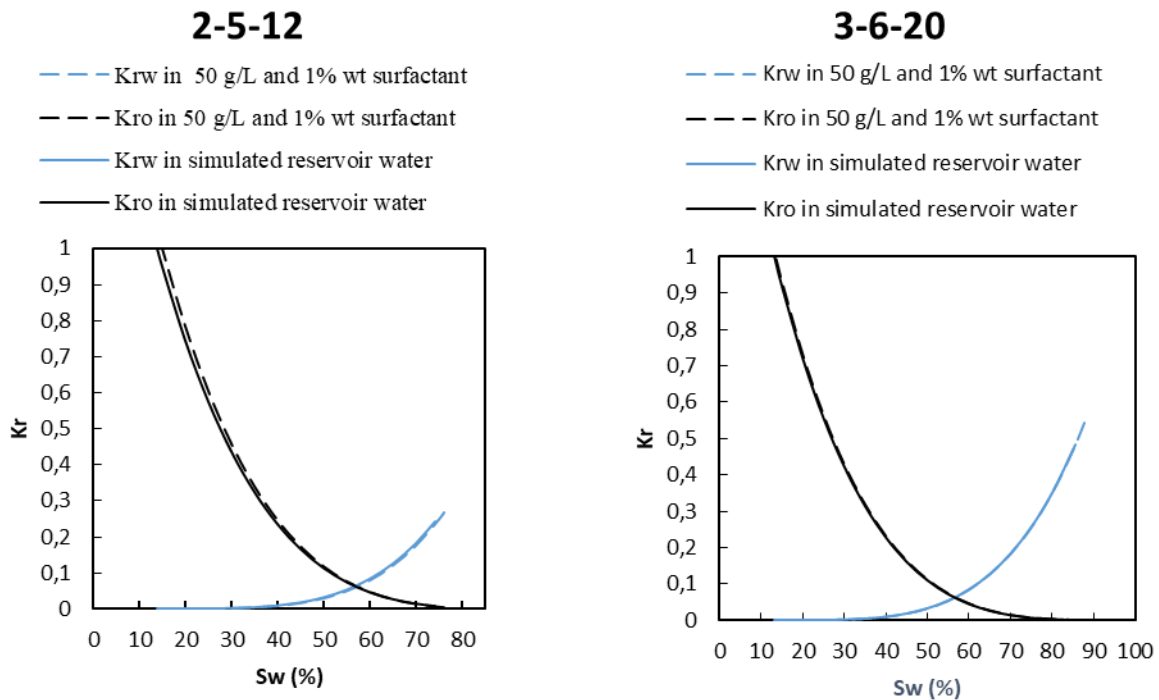 2-5-12
Krw in 50 g/L and 1% wt surfactant
Kro in 50 g/L and 1% wt surfactant
Krw in simulated reservoir water
Kro in simulated reservoir water
1
0,9
0,8
0,7
0,6
0,5
0,4
0,3
0,2
0,1
0
Kr
0 10 20 30 40 50 60 70 80
Sw (%)
3-6-20
Krw in 50 g/L and 1% wt surfactant
Kro in 50 g/L and 1% wt surfactant
Krw in simulated reservoir water
Kro in simulated reservoir water
1
0,9
0,8
0,7
0,6
0,5
0,4
0,3
0,2
0,1
0
Kr
0 10 20 30 40 50 60 70 80 90 100
Sw (%)